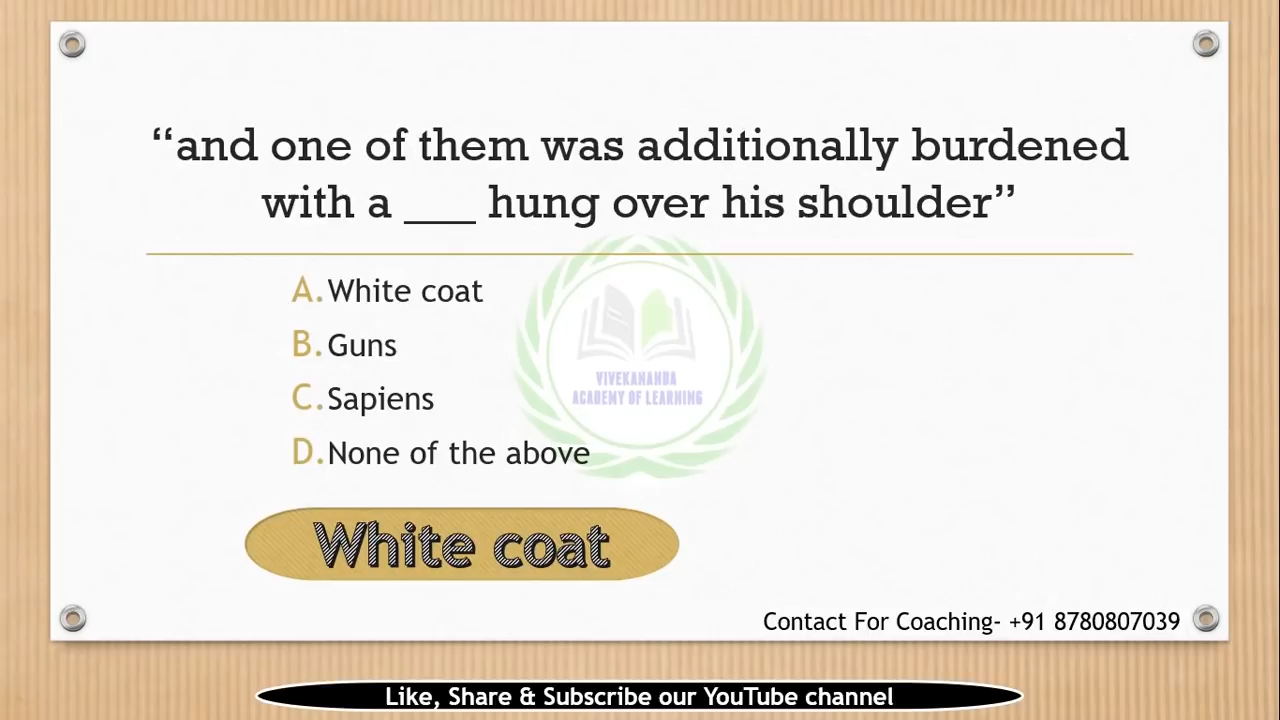 “and one of them was additionally burdened
with a ___ hung over his shoulder”
A. White coat
B. Guns
C. Sapiens
D. None of the above
VIVEKANANDA
ACADEMY OF LEARNING
White coat
Contact For Coaching- +91 8780807039
Like, Share & Subscribe our YouTube channel